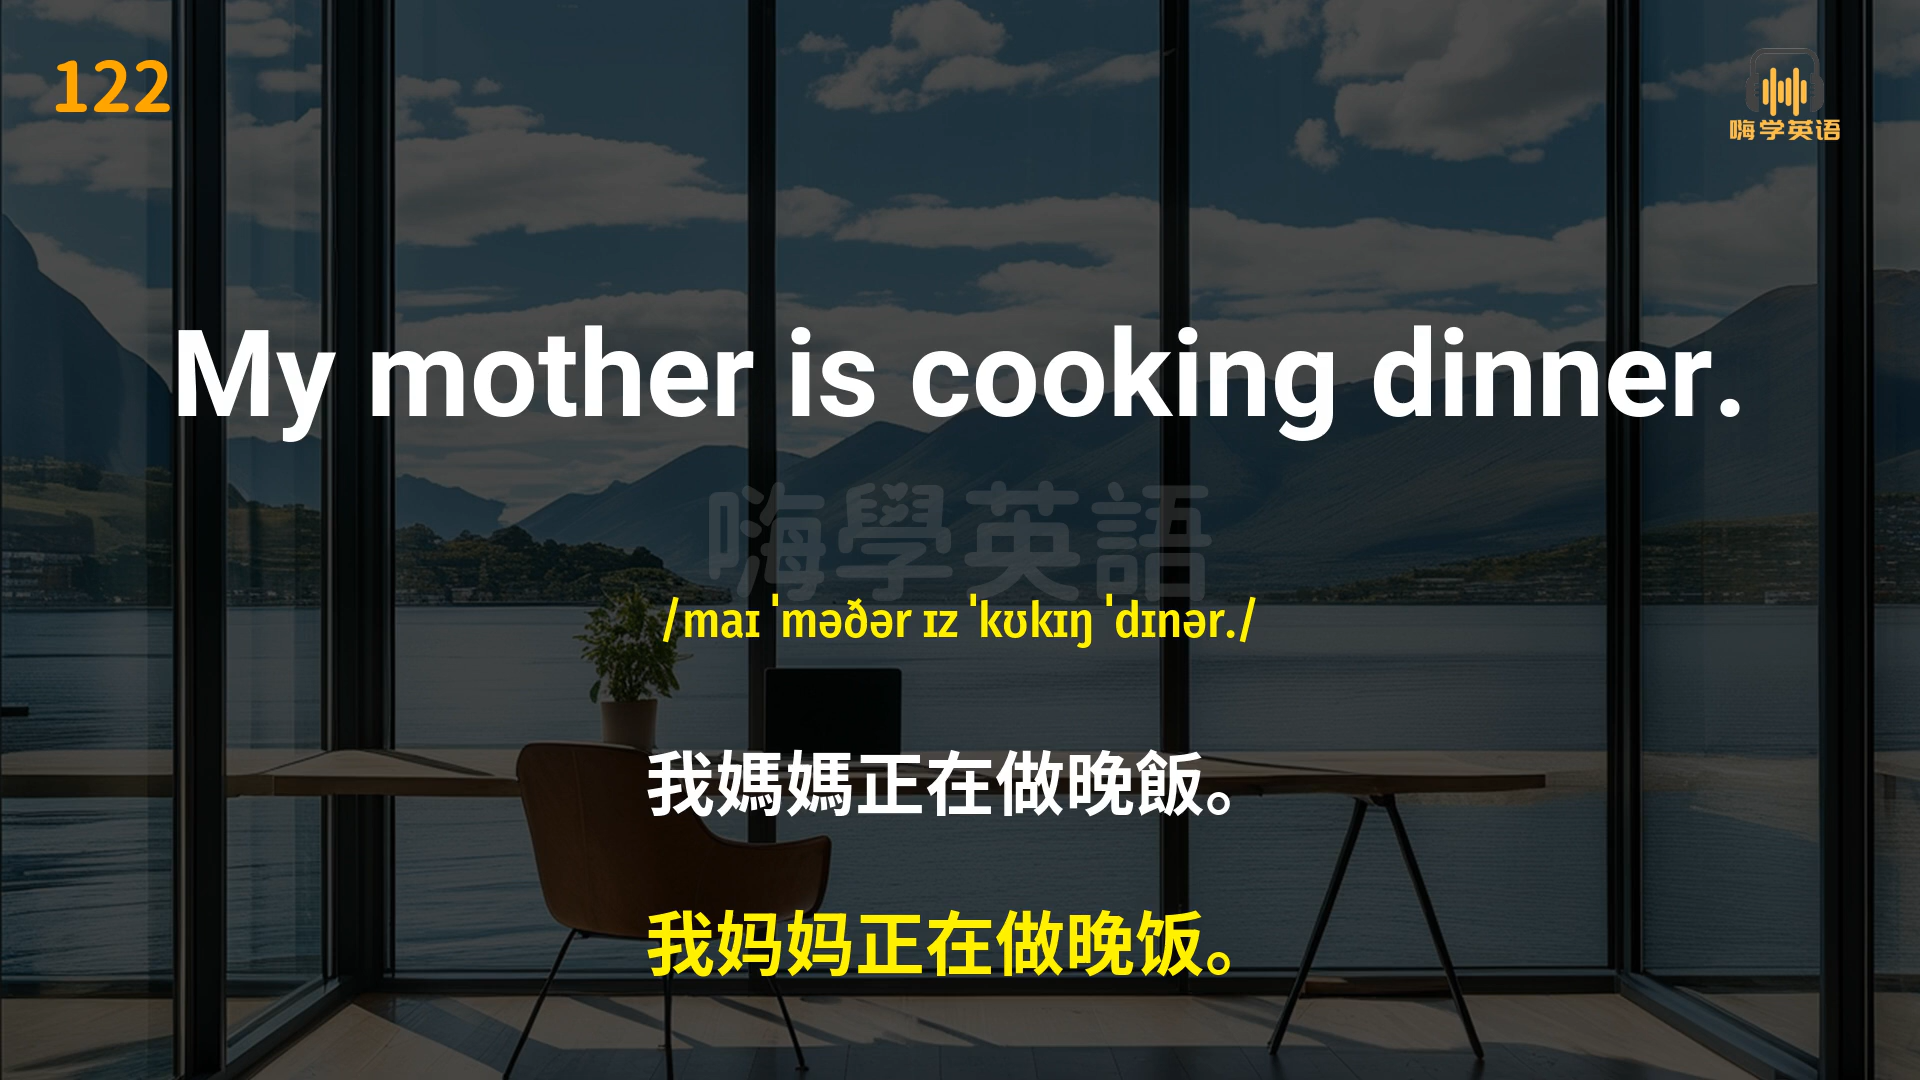 122
嗨学英语
My mother is cooking dinner.
嗨學英語
/maɪ ˈməðər ɪz ˈkʊkɪŋ ˈdɪnər./
我媽媽正在做晚飯。
我妈妈正在做晚饭。